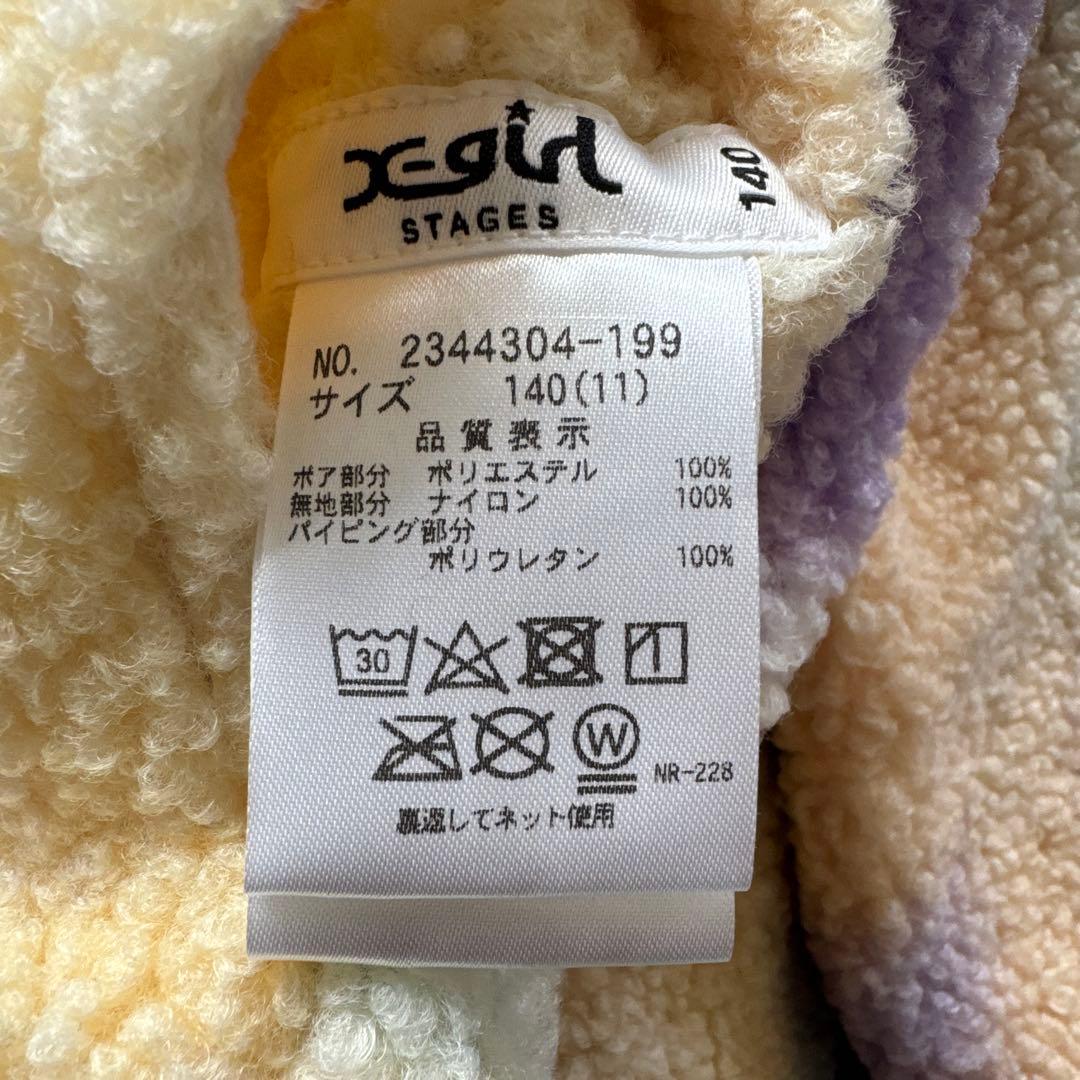 X-girl
STAGES
140
NO. 2344304-199
サイズ 140(11)
品質表示
ボア部分 ポリエステル 100%
無地部分 ナイロン 100%
パイピング部分
ポリウレタン 100%
30
W
NR-228
裏返してネット使用